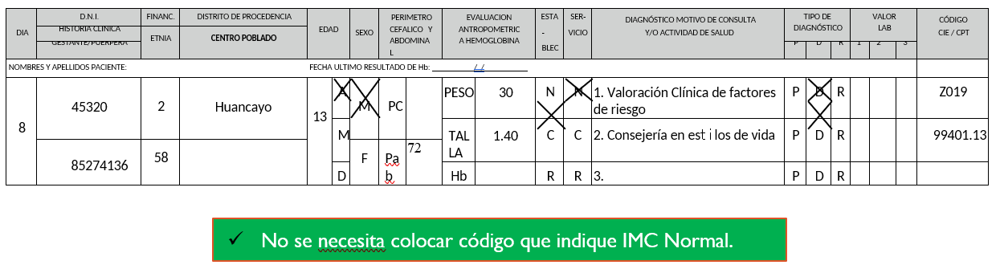 DIA
D.N.I.
HISTORIA CLÍNICA
GESTANTE/PUERPERA
FINANC.
ETNIA
DISTRITO DE PROCEDENCIA
CENTRO POBLADO
EDAD
SEXO
PERIMETRO
CEFALICO Y
ABDOMINA
L
EVALUACION
ANTROPOMETRIC
A HEMOGLOBINA
ESTA
-
BLEC
SER-
VICIO
DIAGNÓSTICO MOTIVO DE CONSULTA
Y/O ACTIVIDAD DE SALUD
TIPO DE
DIAGNÓSTICO
P D R
VALOR
LAB
1 2 3
CÓDIGO
CIE / CPT
NOMBRES Y APELLIDOS PACIENTE:
FECHA ULTIMO RESULTADO DE Hb: / /
8
45320
85274136
2
58
Huancayo
13
A
M
D
M
F
PC
Pa
b
72
PESO 30
TAL
LA
1.40
Hb
N N
C C
R R
1. Valoración Clínica de factores
de riesgo
P D R
Z019
2. Consejería en estilos de vida
P D R
99401.13
3.
P D R
✓ No se necesita colocar código que indique IMC Normal.